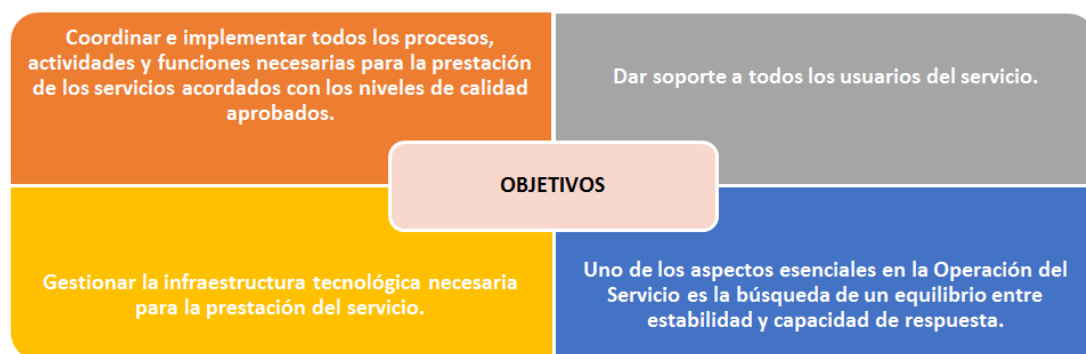 Coordinar e implementar todos los procesos,
actividades y funciones necesarias para la prestación
de los servicios acordados con los niveles de calidad
aprobados.
Dar soporte a todos los usuarios del servicio.
OBJETIVOS
Gestionar la infraestructura tecnológica necesaria
para la prestación del servicio.
Uno de los aspectos esenciales en la Operación del
Servicio es la búsqueda de un equilibrio entre
estabilidad y capacidad de respuesta.